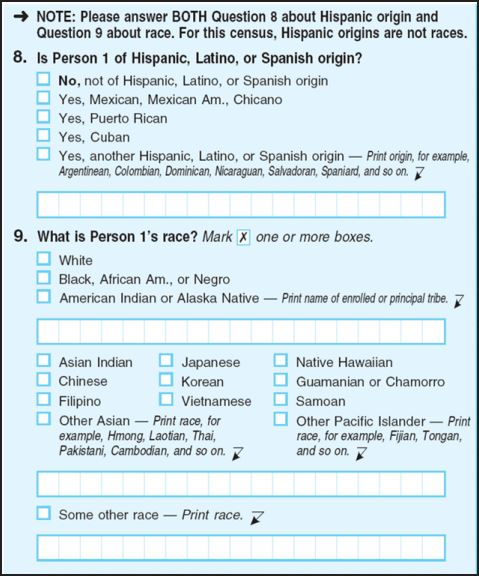 ➔ NOTE: Please answer BOTH Question 8 about Hispanic origin and
Question 9 about race. For this census, Hispanic origins are not races.
8. Is Person 1 of Hispanic, Latino, or Spanish origin?
No, not of Hispanic, Latino, or Spanish origin
Yes, Mexican, Mexican Am., Chicano
Yes, Puerto Rican
Yes, Cuban
Yes, another Hispanic, Latino, or Spanish origin — Print origin, for example,
Argentinean, Colombian, Dominican, Nicaraguan, Salvadoran, Spaniard, and so on.
9. What is Person 1's race? Mark ✗ one or more boxes.
White
Black, African Am., or Negro
American Indian or Alaska Native — Print name of enrolled or principal tribe.
Asian Indian Japanese Native Hawaiian
Chinese Korean Guamanian or Chamorro
Filipino Vietnamese Samoan
Other Asian — Print race, for
example, Hmong, Laotian, Thai,
Pakistani, Cambodian, and so on.
Other Pacific Islander — Print
race, for example, Fijian, Tongan,
and so on.
Some other race — Print race.